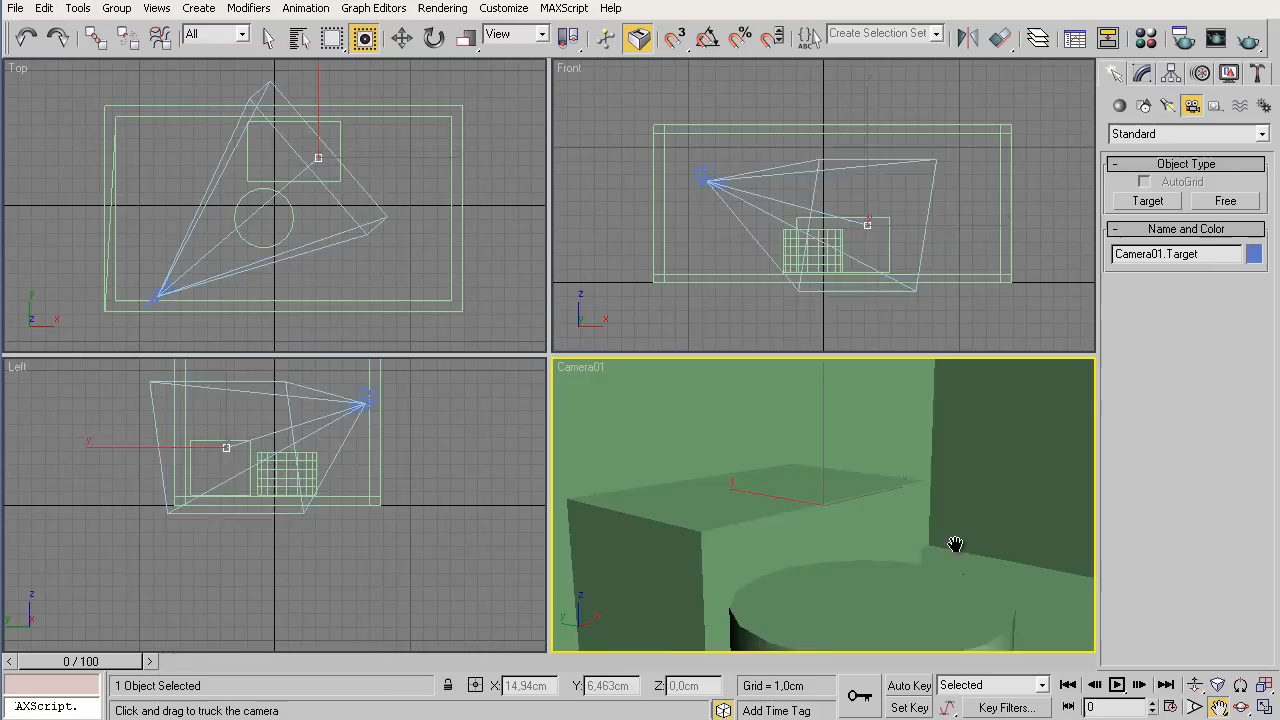 File Edit Tools Group Views Create Modifiers Animation Graph Editors Rendering Customize MAXScript Help
All View Create Selection Set
Top
Front
Standard
Object Type
AutoGrid
Target Free
Name and Color
Camera01.Target
y
z
x
z
y
x
Left
Camera01
y
z
y
x
z
y
x
0 / 100
1 Object Selected X: 14,94cm Y: 6,463cm Z: 0,0cm Grid = 1,0cm Auto Key Selected
'AXScript. Click and drag to truck the camera Add Time Tag Set Key Key Filters... 0